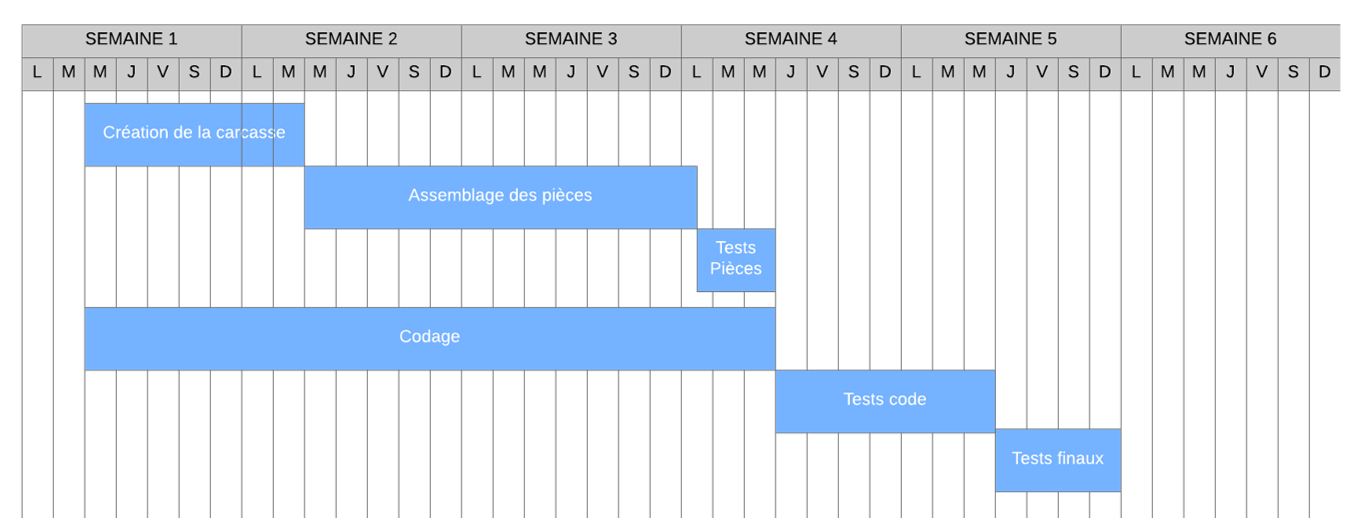 SEMAINE 1 SEMAINE 2 SEMAINE 3 SEMAINE 4 SEMAINE 5 SEMAINE 6
L M M J V S D L M M J V S D L M M J V S D L M M J V S D L M M J V S D L M M J V S D
Création de la carcasse
Assemblage des pièces
Tests
Pièces
Codage
Tests code
Tests finaux